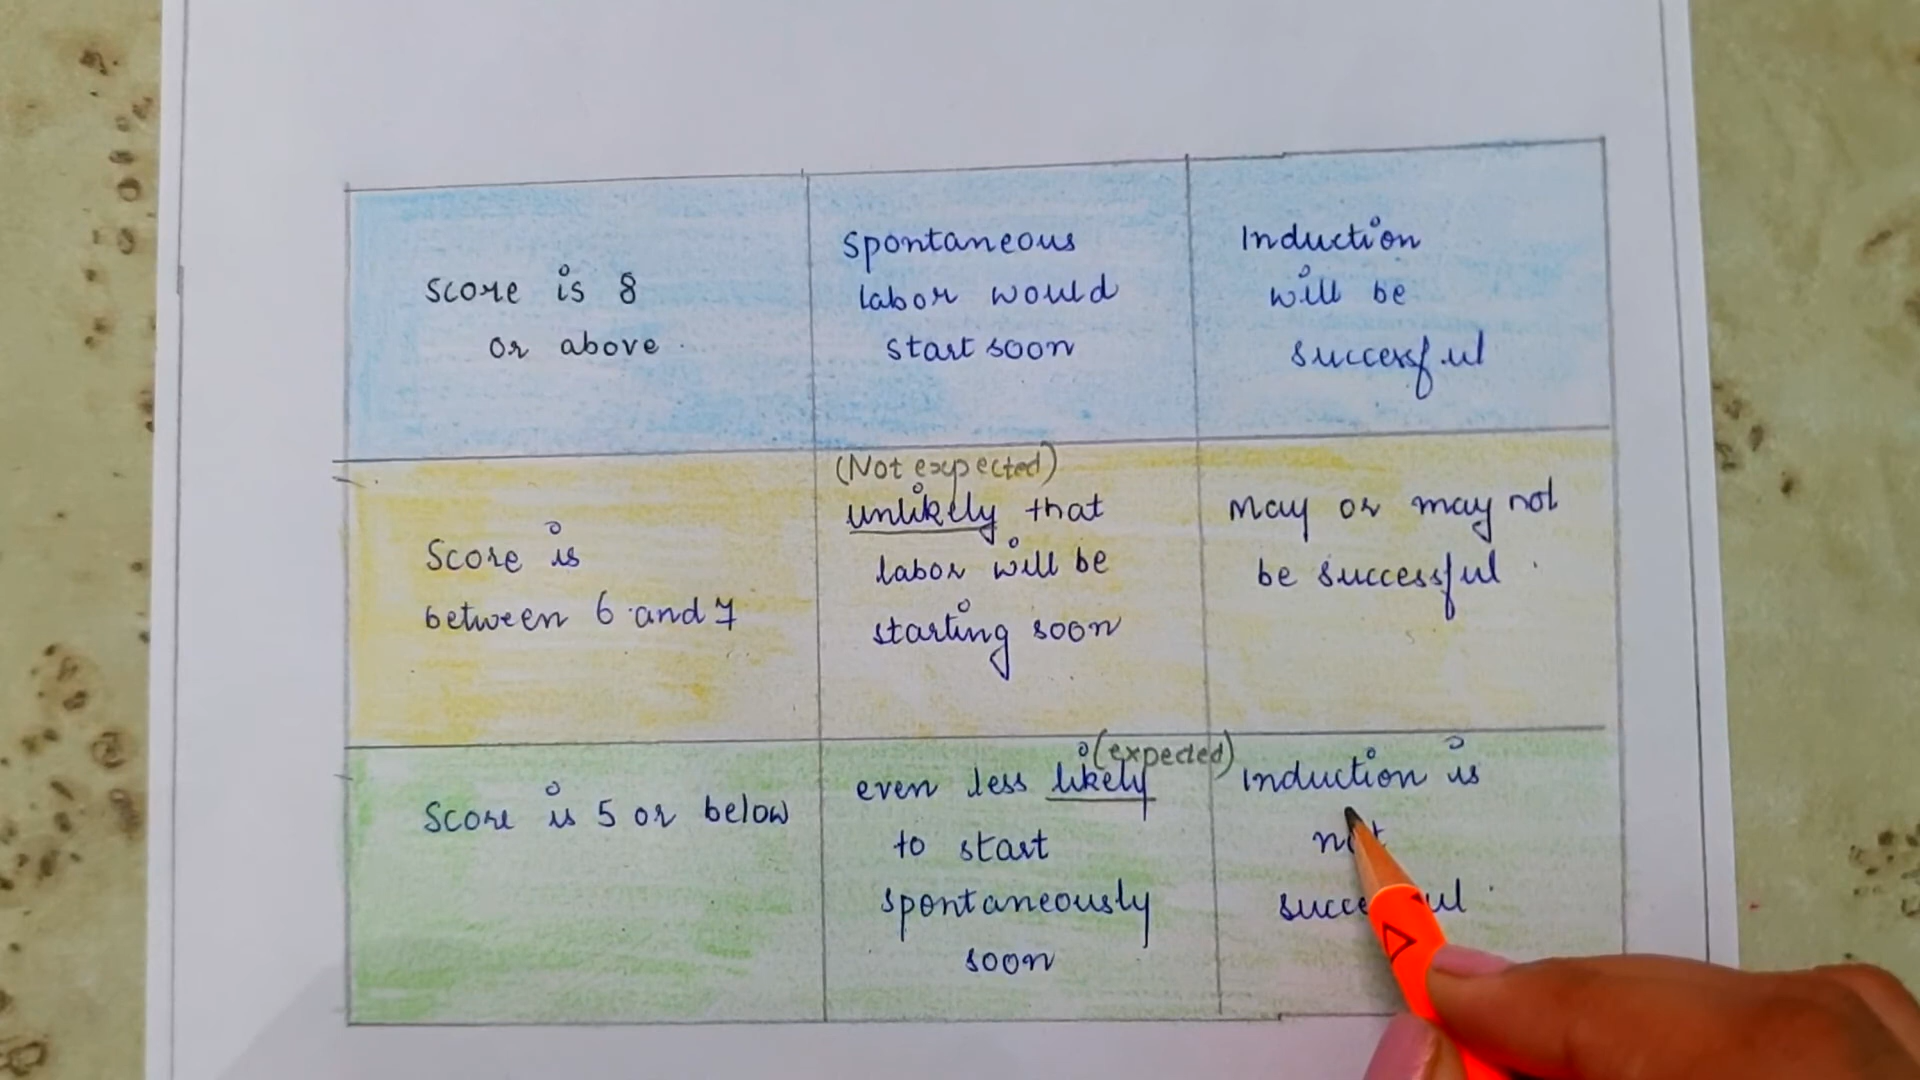 Score is 8
or above.
Spontaneous
labor would
start soon
Induction
will be
successful
Score is
between 6 and 7
(Not expected)
unlikely that
labor will be
starting soon
May or may not
be successful.
Score is 5 or below
(expected)
even less likely
to start
spontaneously
soon
Induction is
not